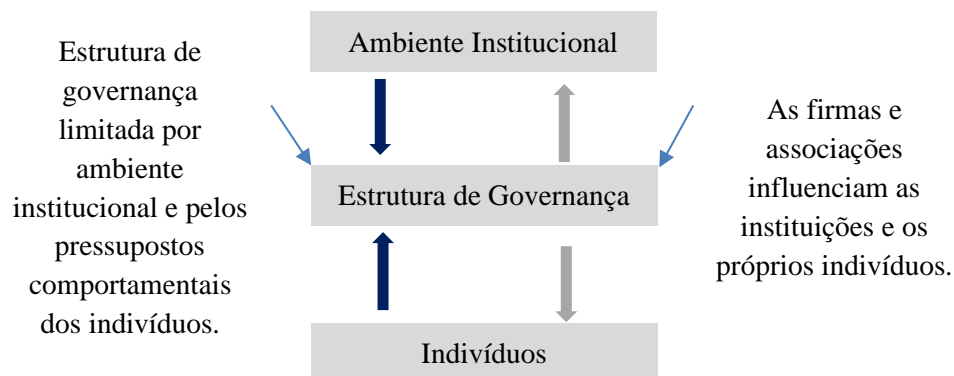 Ambiente Institucional
Estrutura de
governança
limitada por
ambiente
institucional e pelos
pressupostos
comportamentais
dos indivíduos.
Estrutura de Governança
As firmas e
associações
influenciam as
instituições e os
próprios indivíduos.
Indivíduos